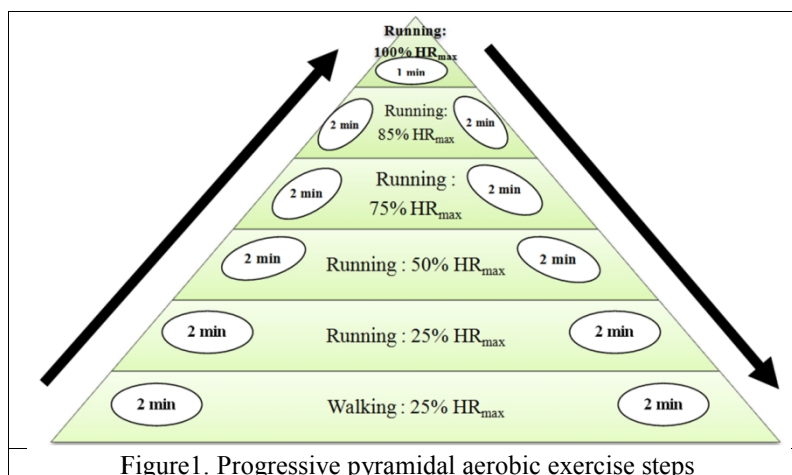 Running:
100% HRmax
1 min
2 min
Running:
85% HRmax
2 min
2 min
Running :
75% HRmax
2 min
2 min
Running : 50% HRmax
2 min
2 min
Running : 25% HRmax
2 min
2 min
Walking : 25% HRmax
2 min
Figure1. Progressive pyramidal aerobic exercise steps